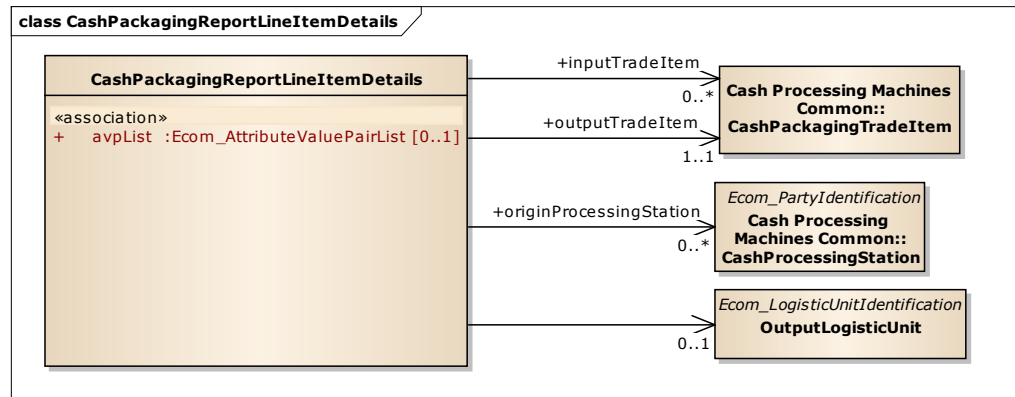 class CashPackagingReportLineItemDetails
CashPackagingReportLineItemDetails
«association»
+ avpList :Ecom_AttributeValuePairList [0..1]
+inputTradeItem
0..*
+outputTradeItem
1..1
Cash Processing Machines
Common::
CashPackagingTradeItem
+originProcessingStation
0..*
Ecom_PartyIdentification
Cash Processing
Machines Common::
CashProcessingStation
0..1
Ecom_LogisticUnitIdentification
OutputLogisticUnit